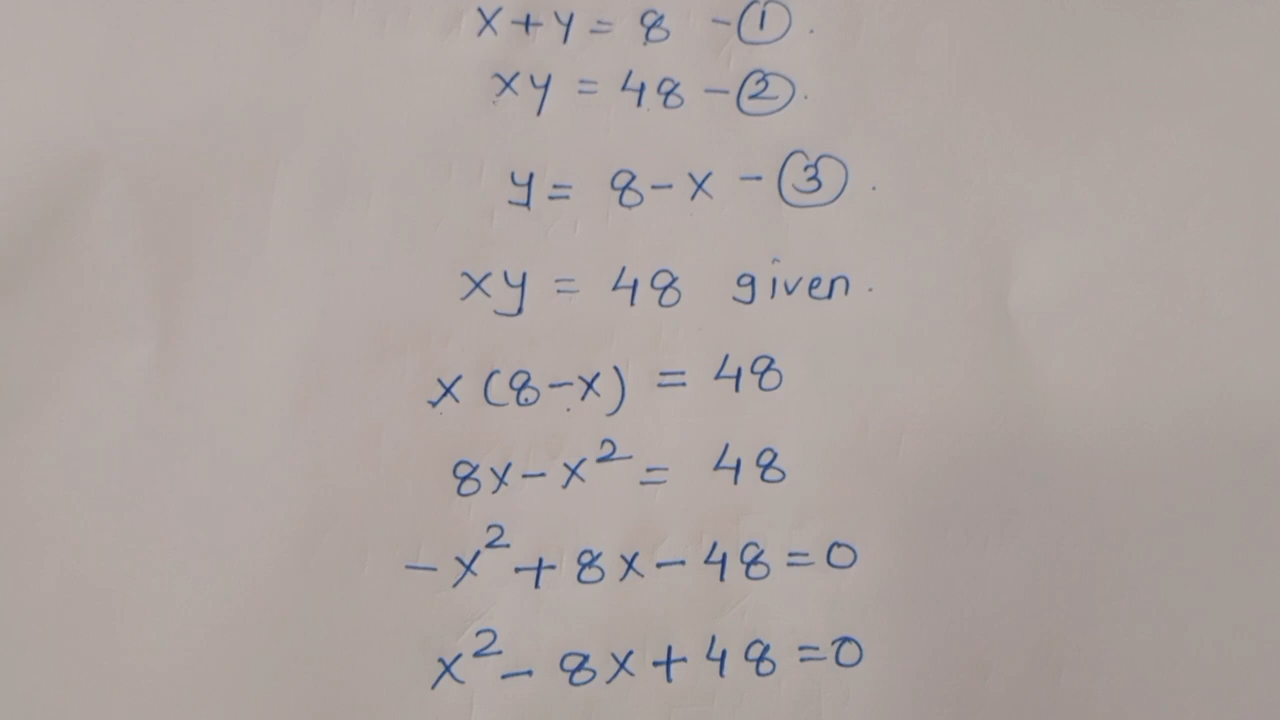 x + y = 8 - ①.
xy = 48 - ②.
y = 8 - x - ③.
xy = 48 given.
x (8-x) = 48
8x - x² = 48
-x² + 8x - 48 = 0
x² - 8x + 48 = 0